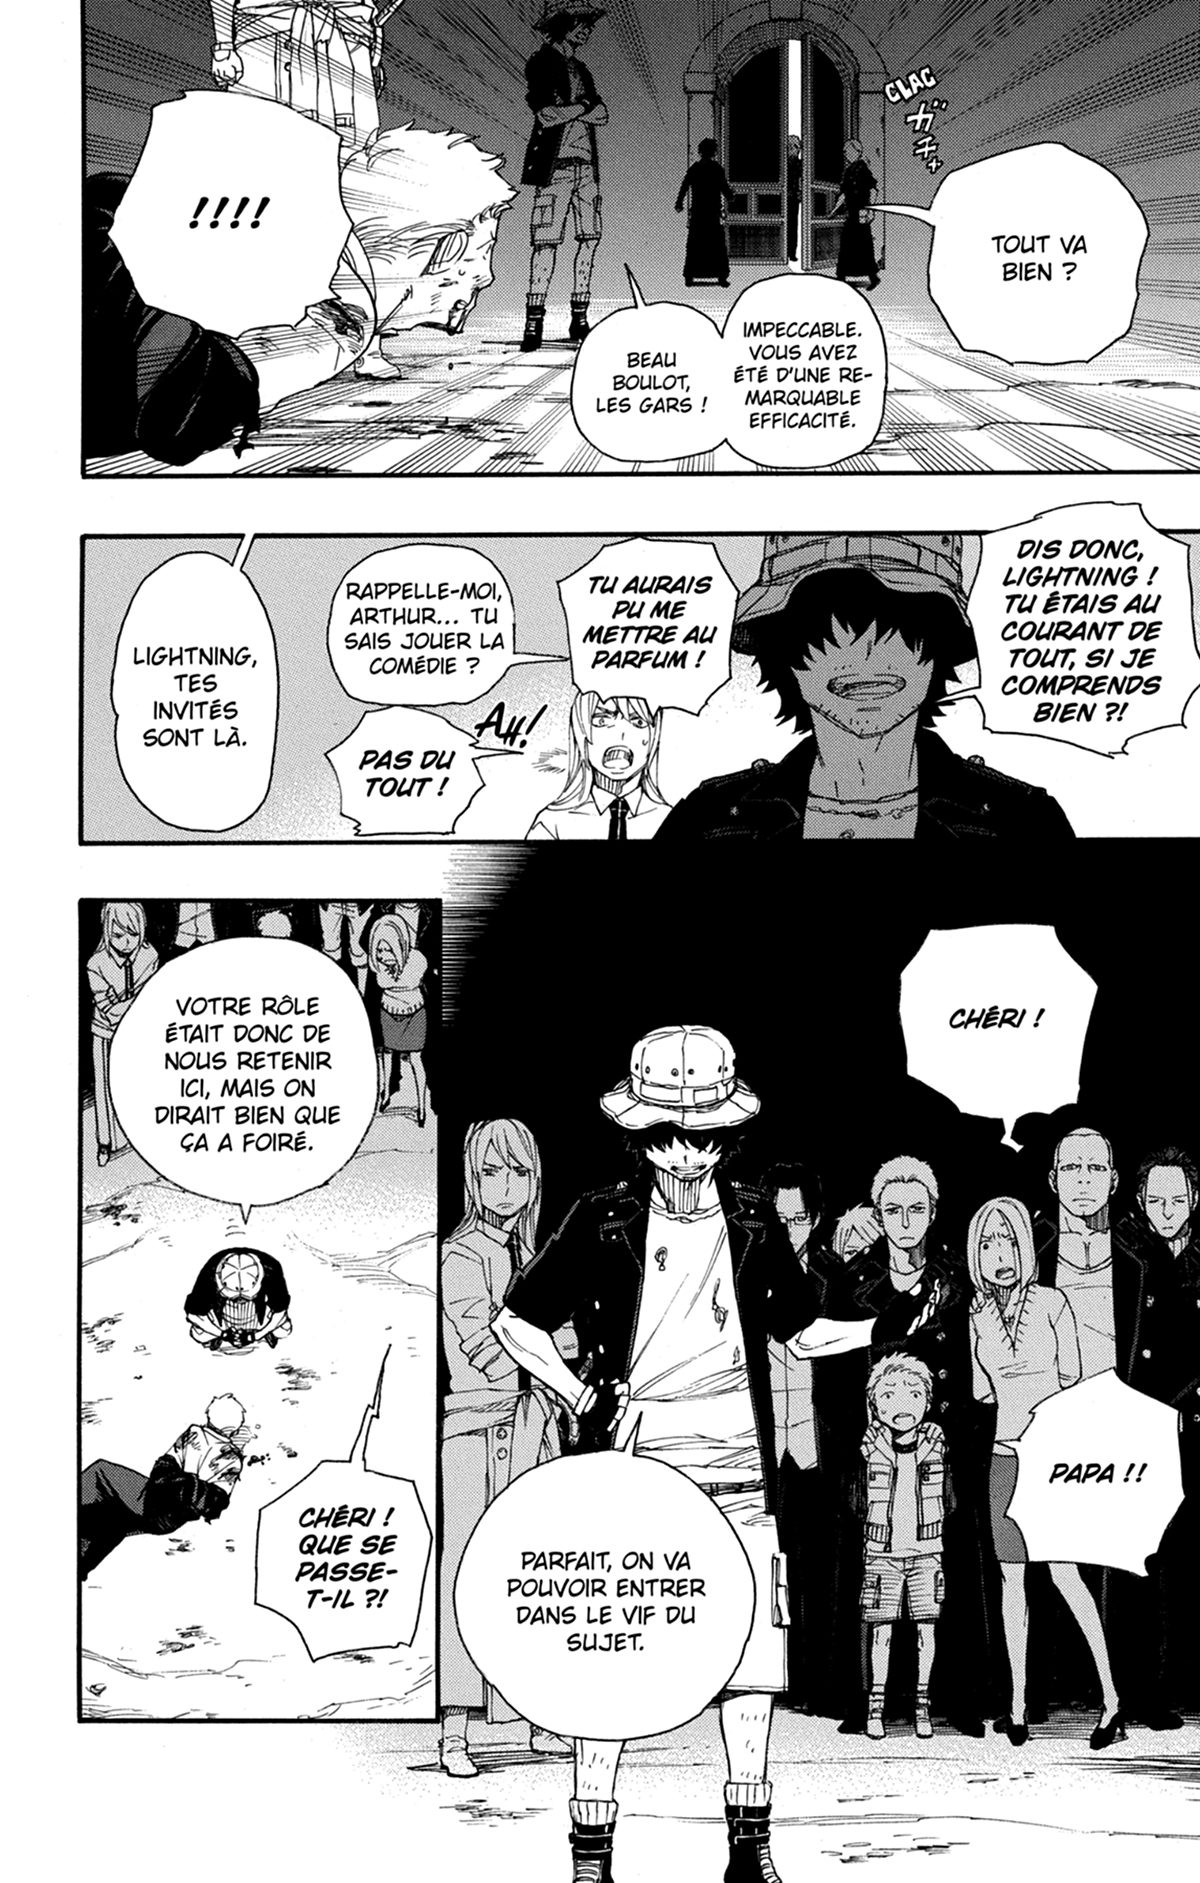 CLAC
ガチャ
TOUT VA
BIEN ?
IMPECCABLE.
VOUS AVEZ
ÉTÉ D'UNE RE-
MARQUABLE
EFFICACITÉ.
BEAU
BOULOT,
LES GARS !
!!!!
DIS DONC,
LIGHTNING !
TU ÉTAIS AU
COURANT DE
TOUT, SI JE
COMPRENDS
BIEN ?!
TU AURAIS
PU ME
METTRE AU
PARFUM !
RAPPELLE-MOI,
ARTHUR... TU
SAIS JOUER LA
COMÉDIE ?
AH!
PAS DU
TOUT !
LIGHTNING,
TES
INVITÉS
SONT LÀ.
CHÉRI !
PAPA !!
PARFAIT, ON VA
POUVOIR ENTRER
DANS LE VIF DU
SUJET.
VOTRE RÔLE
ÉTAIT DONC DE
NOUS RETENIR
ICI, MAIS ON
DIRAIT BIEN QUE
ÇA A FOIRÉ.
CHÉRI !
QUE SE
PASSE-
T-IL ?!